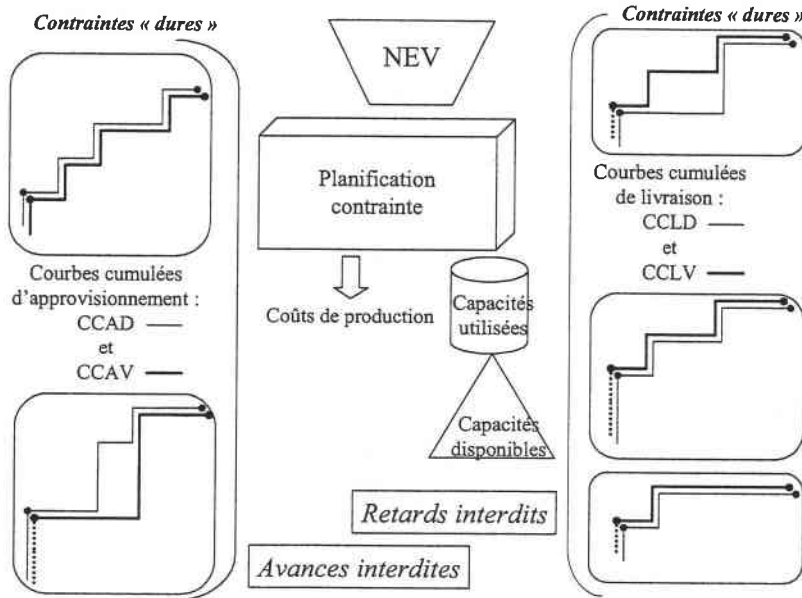 Contraintes « dures »
Courbes cumulées
d'approvisionnement :
CCAD
et
CCAV
NEV
Planification
contrainte
Coûts de production
Capacités
utilisées
Capacités
disponibles
Retards interdits
Avances interdites
Contraintes « dures »
Courbes cumulées
de livraison :
CCLD
et
CCLV